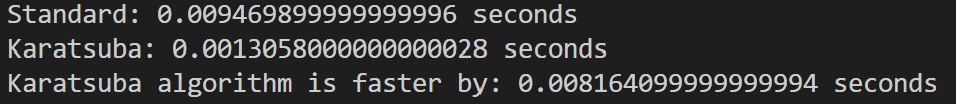 Standard: 0.009469899999999996 seconds
Karatsuba: 0.0013058000000000028 seconds
Karatsuba algorithm is faster by: 0.008164099999999994 seconds